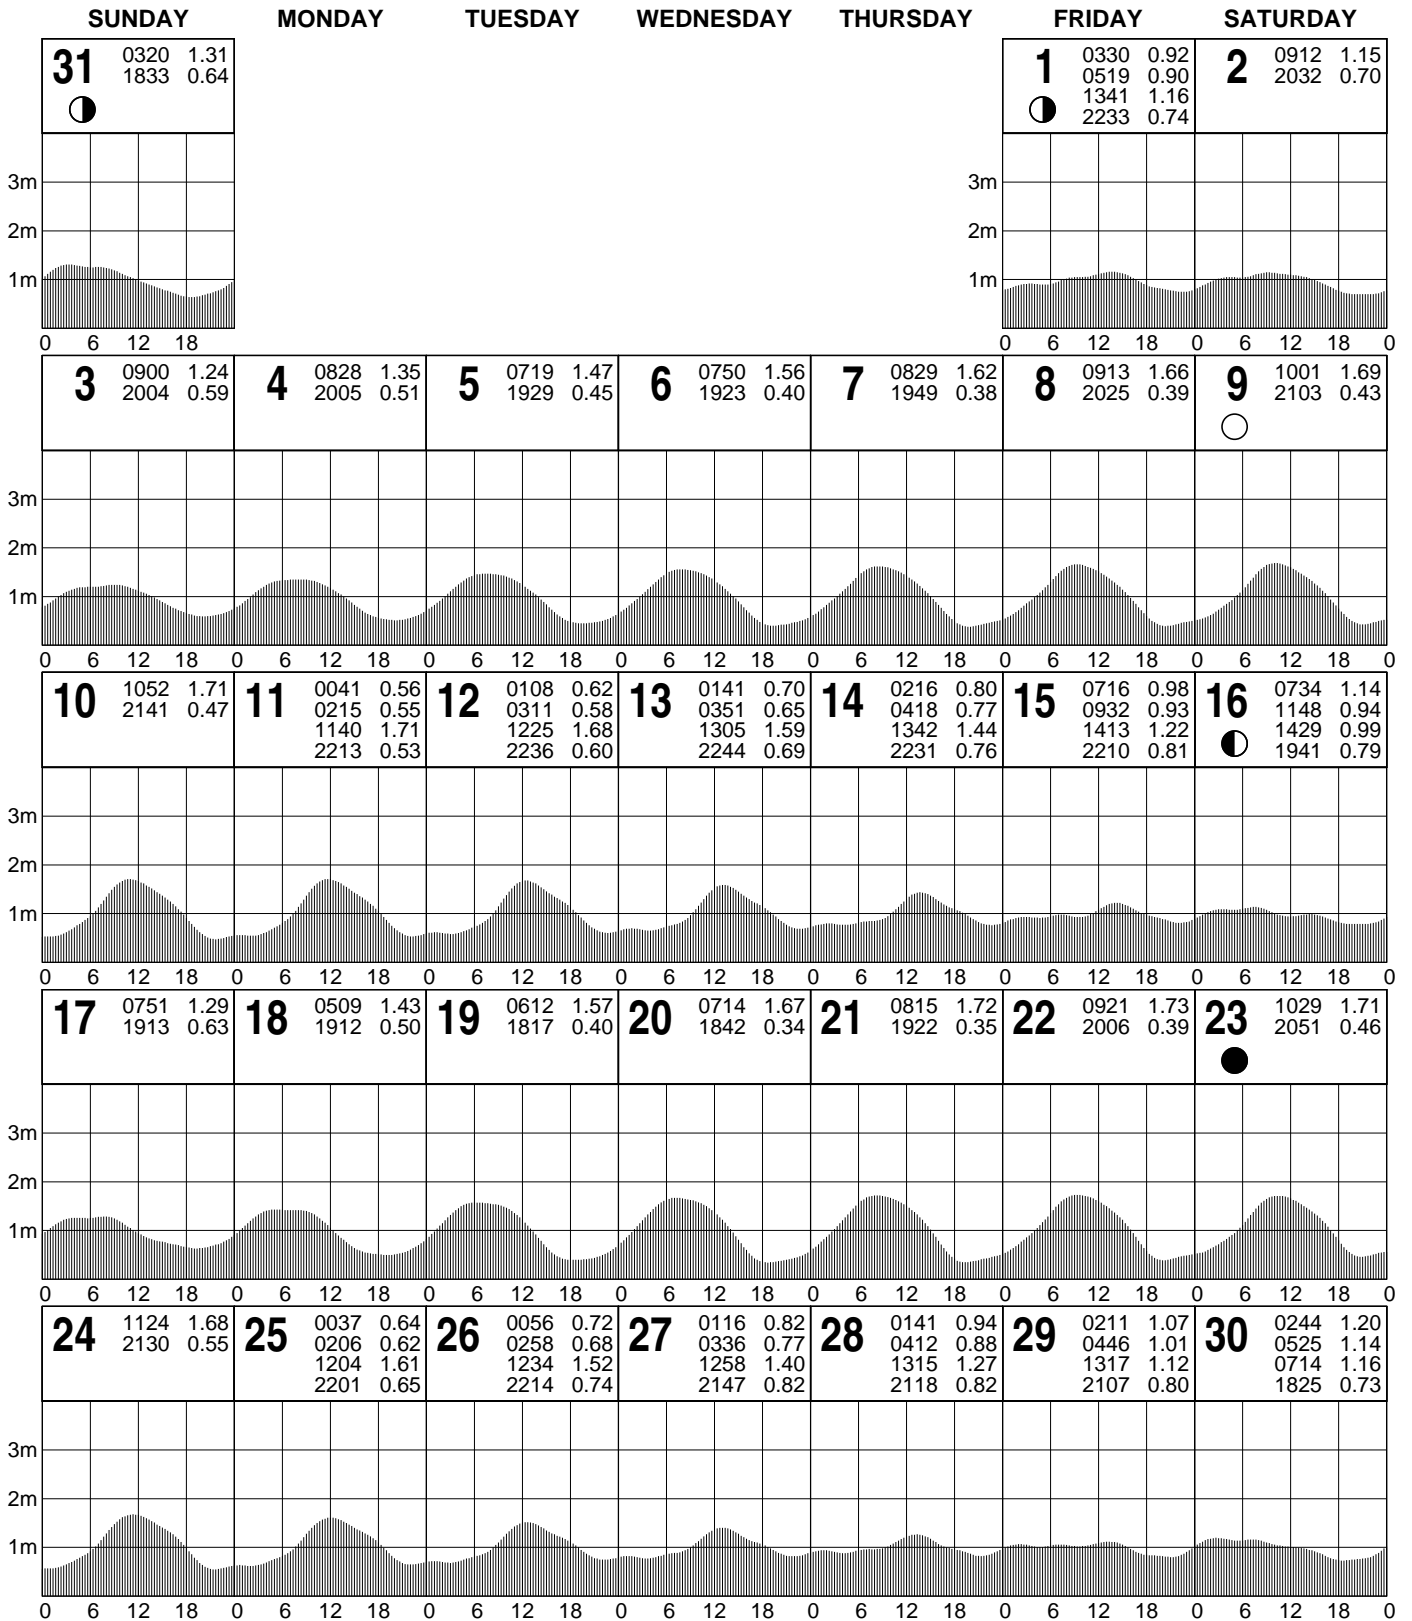 SUNDAY MONDAY TUESDAY WEDNESDAY THURSDAY FRIDAY SATURDAY
31 0320 1.31
1833 0.64
1 0330 0.92
0519 0.90
1341 1.16
2233 0.74
2 0912 1.15
2032 0.70
3m 3m
2m 2m
1m 1m
0 6 12 18 0 6 12 18 0 6 12 18 0
3 0900 1.24
2004 0.59
4 0828 1.35
2005 0.51
5 0719 1.47
1929 0.45
6 0750 1.56
1923 0.40
7 0829 1.62
1949 0.38
8 0913 1.66
2025 0.39
9 1001 1.69
2103 0.43
3m
2m
1m
0 6 12 18 0 6 12 18 0 6 12 18 0 6 12 18 0 6 12 18 0 6 12 18 0 6 12 18 0
10 1052 1.71
2141 0.47
11 0041 0.56
0215 0.55
1140 1.71
2213 0.53
12 0108 0.62
0311 0.58
1225 1.68
2236 0.60
13 0141 0.70
0351 0.65
1305 1.59
2244 0.69
14 0216 0.80
0418 0.77
1342 1.44
2231 0.76
15 0716 0.98
0932 0.93
1413 1.22
2210 0.81
16 0734 1.14
1148 0.94
1429 0.99
1941 0.79
3m
2m
1m
0 6 12 18 0 6 12 18 0 6 12 18 0 6 12 18 0 6 12 18 0 6 12 18 0 6 12 18 0
17 0751 1.29
1913 0.63
18 0509 1.43
1912 0.50
19 0612 1.57
1817 0.40
20 0714 1.67
1842 0.34
21 0815 1.72
1922 0.35
22 0921 1.73
2006 0.39
23 1029 1.71
2051 0.46
3m
2m
1m
0 6 12 18 0 6 12 18 0 6 12 18 0 6 12 18 0 6 12 18 0 6 12 18 0 6 12 18 0
24 1124 1.68
2130 0.55
25 0037 0.64
0206 0.62
1204 1.61
2201 0.65
26 0056 0.72
0258 0.68
1234 1.52
2214 0.74
27 0116 0.82
0336 0.77
1258 1.40
2147 0.82
28 0141 0.94
0412 0.88
1315 1.27
2118 0.82
29 0211 1.07
0446 1.01
1317 1.12
2107 0.80
30 0244 1.20
0525 1.14
0714 1.16
1825 0.73
3m
2m
1m
0 6 12 18 0 6 12 18 0 6 12 18 0 6 12 18 0 6 12 18 0 6 12 18 0 6 12 18 0